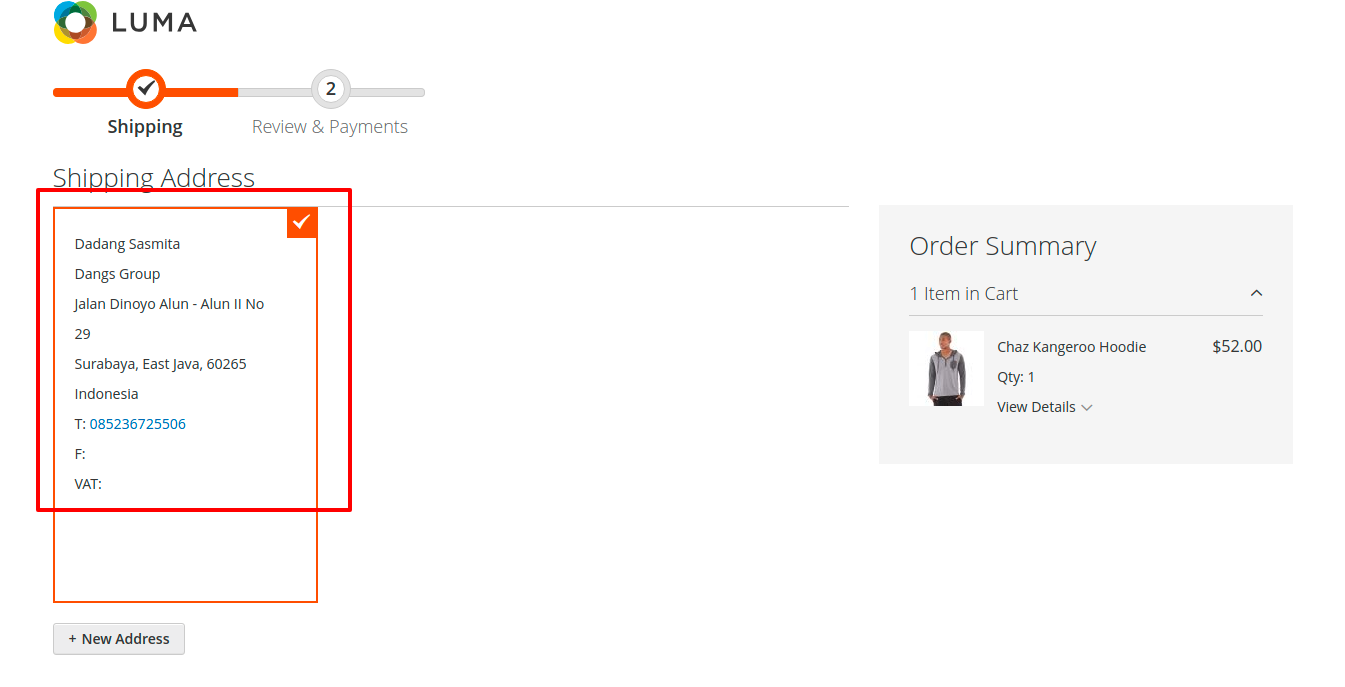 LUMA
2
Shipping
Review & Payments
Shipping Address
Dadang Sasmita
Dangs Group
Jalan Dinoyo Alun - Alun II No
29
Surabaya, East Java, 60265
Indonesia
T: 085236725506
F:
VAT:
+ New Address
Order Summary
1 Item in Cart
Chaz Kangeroo Hoodie
$52.00
Qty: 1
View Details